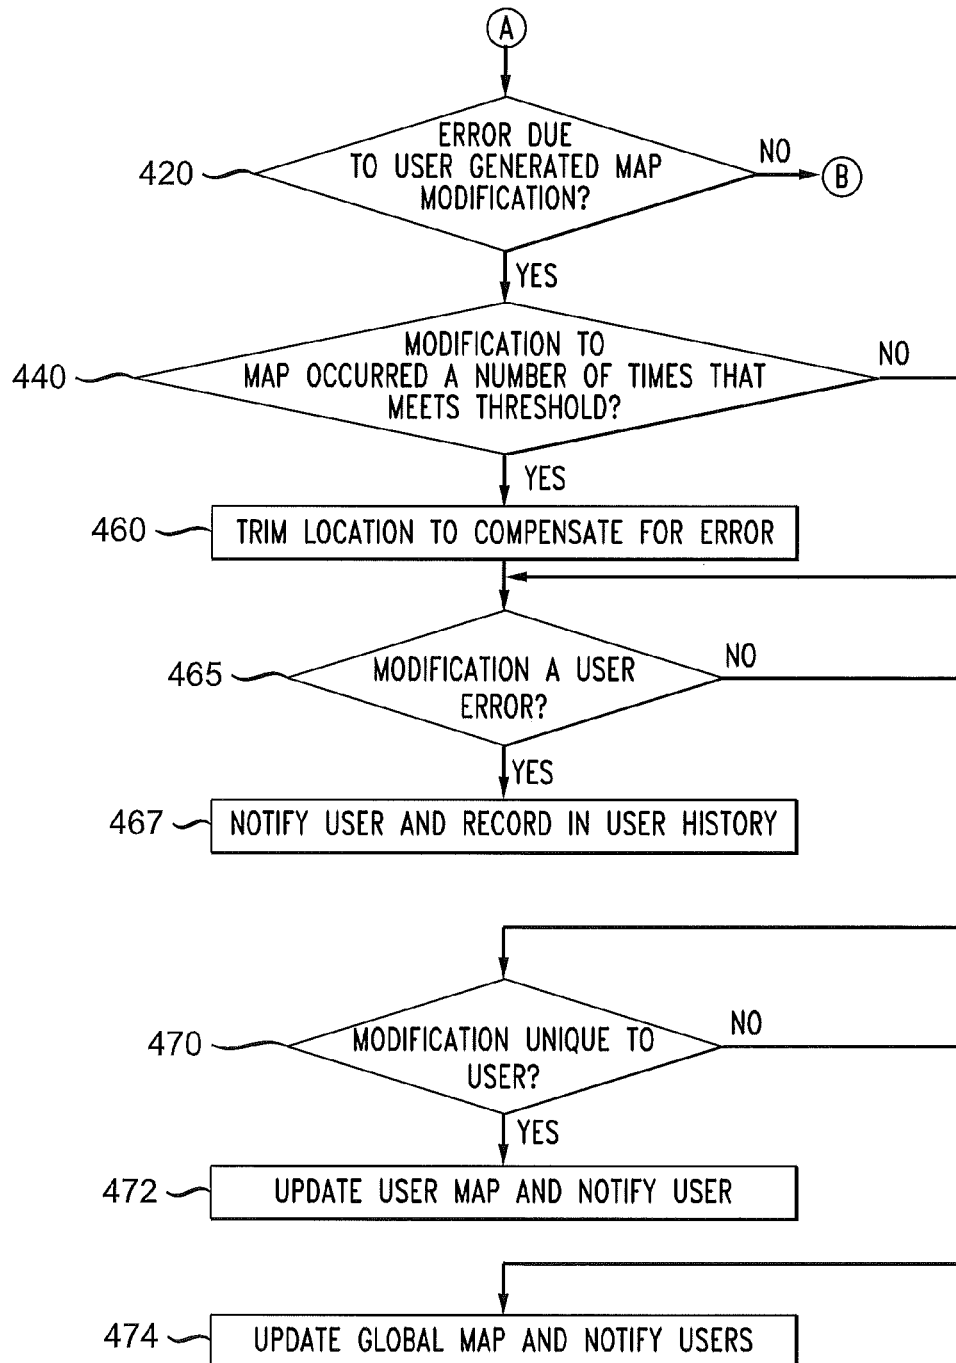 A
420
ERROR DUE
TO USER GENERATED MAP
MODIFICATION?
NO
B
YES
440
MODIFICATION TO
MAP OCCURRED A NUMBER OF TIMES THAT
MEETS THRESHOLD?
NO
YES
460
TRIM LOCATION TO COMPENSATE FOR ERROR
465
MODIFICATION A USER
ERROR?
NO
YES
467
NOTIFY USER AND RECORD IN USER HISTORY
470
MODIFICATION UNIQUE TO
USER?
NO
YES
472
UPDATE USER MAP AND NOTIFY USER
474
UPDATE GLOBAL MAP AND NOTIFY USERS